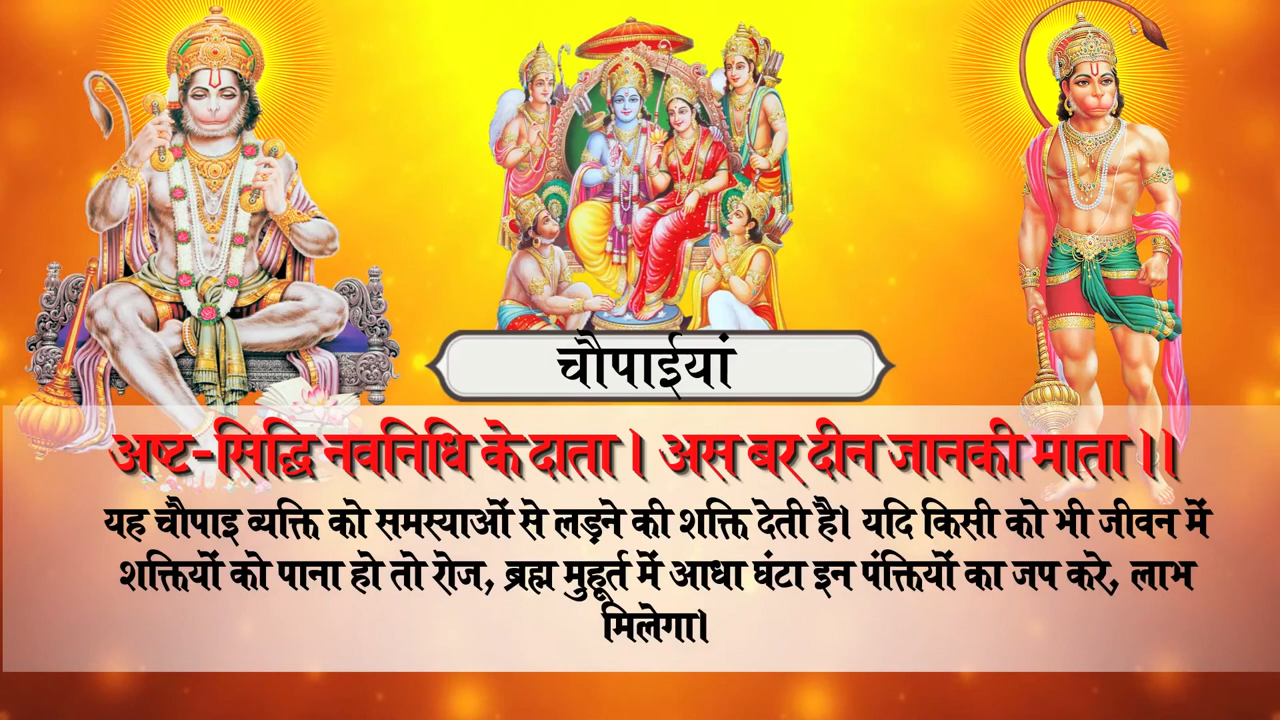 चौपाईयां
अष्ट-सिद्धि नवनिधि के दाता। अस बर दीन जानकी माता ।।
यह चौपाइ व्यक्ति को समस्याओं से लड़ने की शक्ति देती है। यदि किसी को भी जीवन में
शक्तियों को पाना हो तो रोज, ब्रह्म मुहूर्त में आधा घंटा इन पंक्तियों का जप करे, लाभ
मिलेगा।